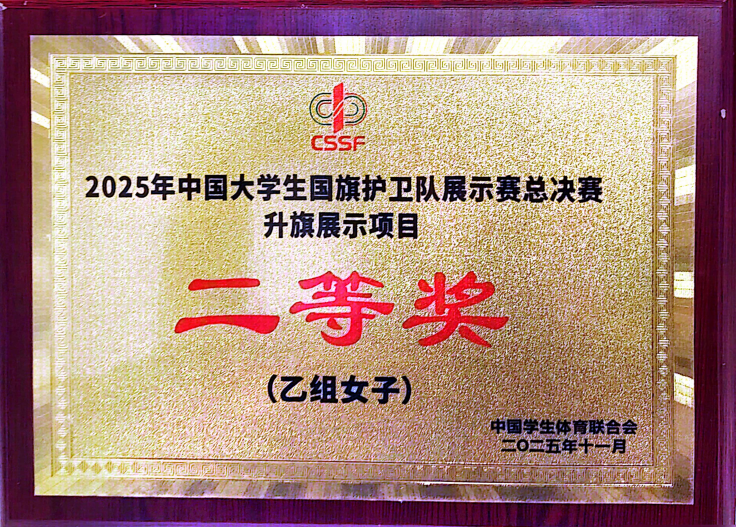 CSSF
2025年中国大学生国旗护卫队展示赛总决赛
升旗展示项目
二等奖
(乙组女子)
中国学生体育联合会
二〇二五年十一月